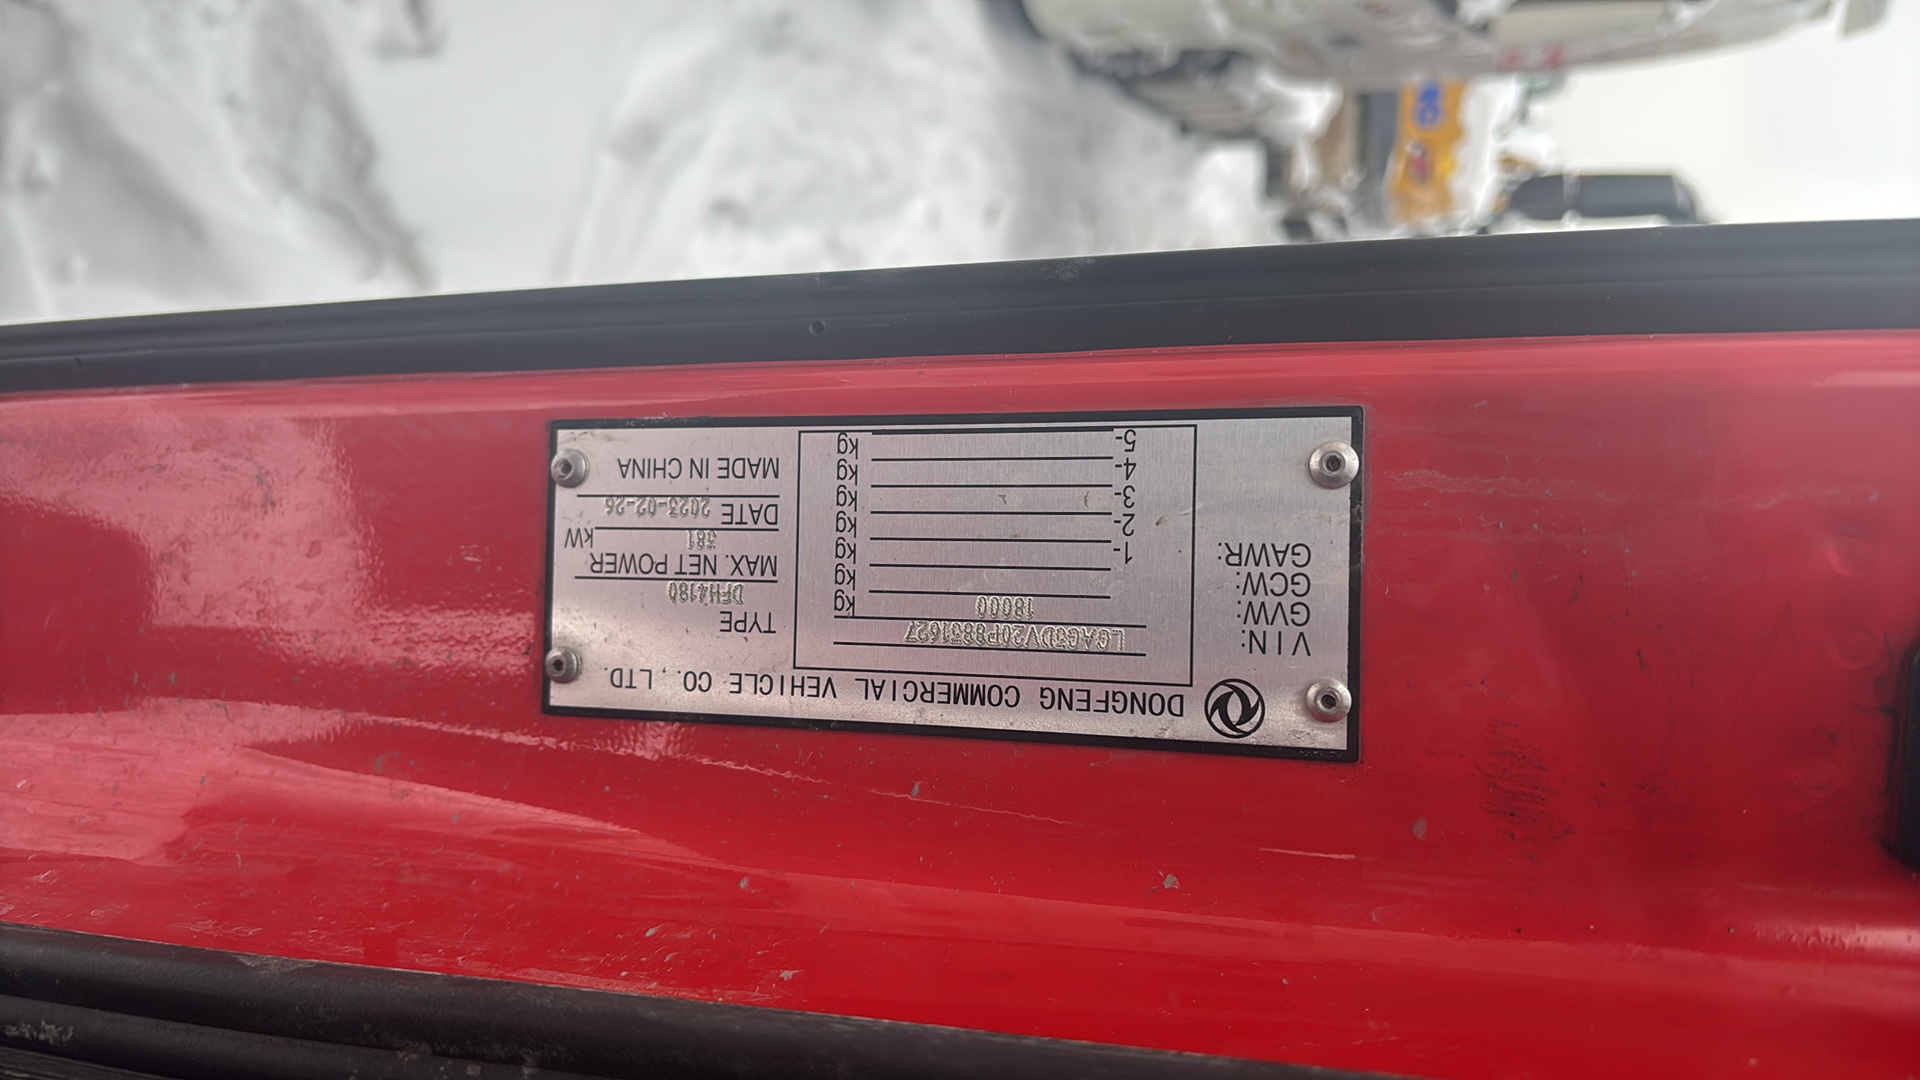 DONGFENG COMMERCIAL VEHICLE CO., LTD.
VIN:
GVW: 18000 kg
GCW: kg
GAWR: 1- kg
2- kg
3- kg
4- kg
5- kg
TYPE DFH4180
MAX. NET POWER 381 kW
DATE 2023-02-26
MADE IN CHINA